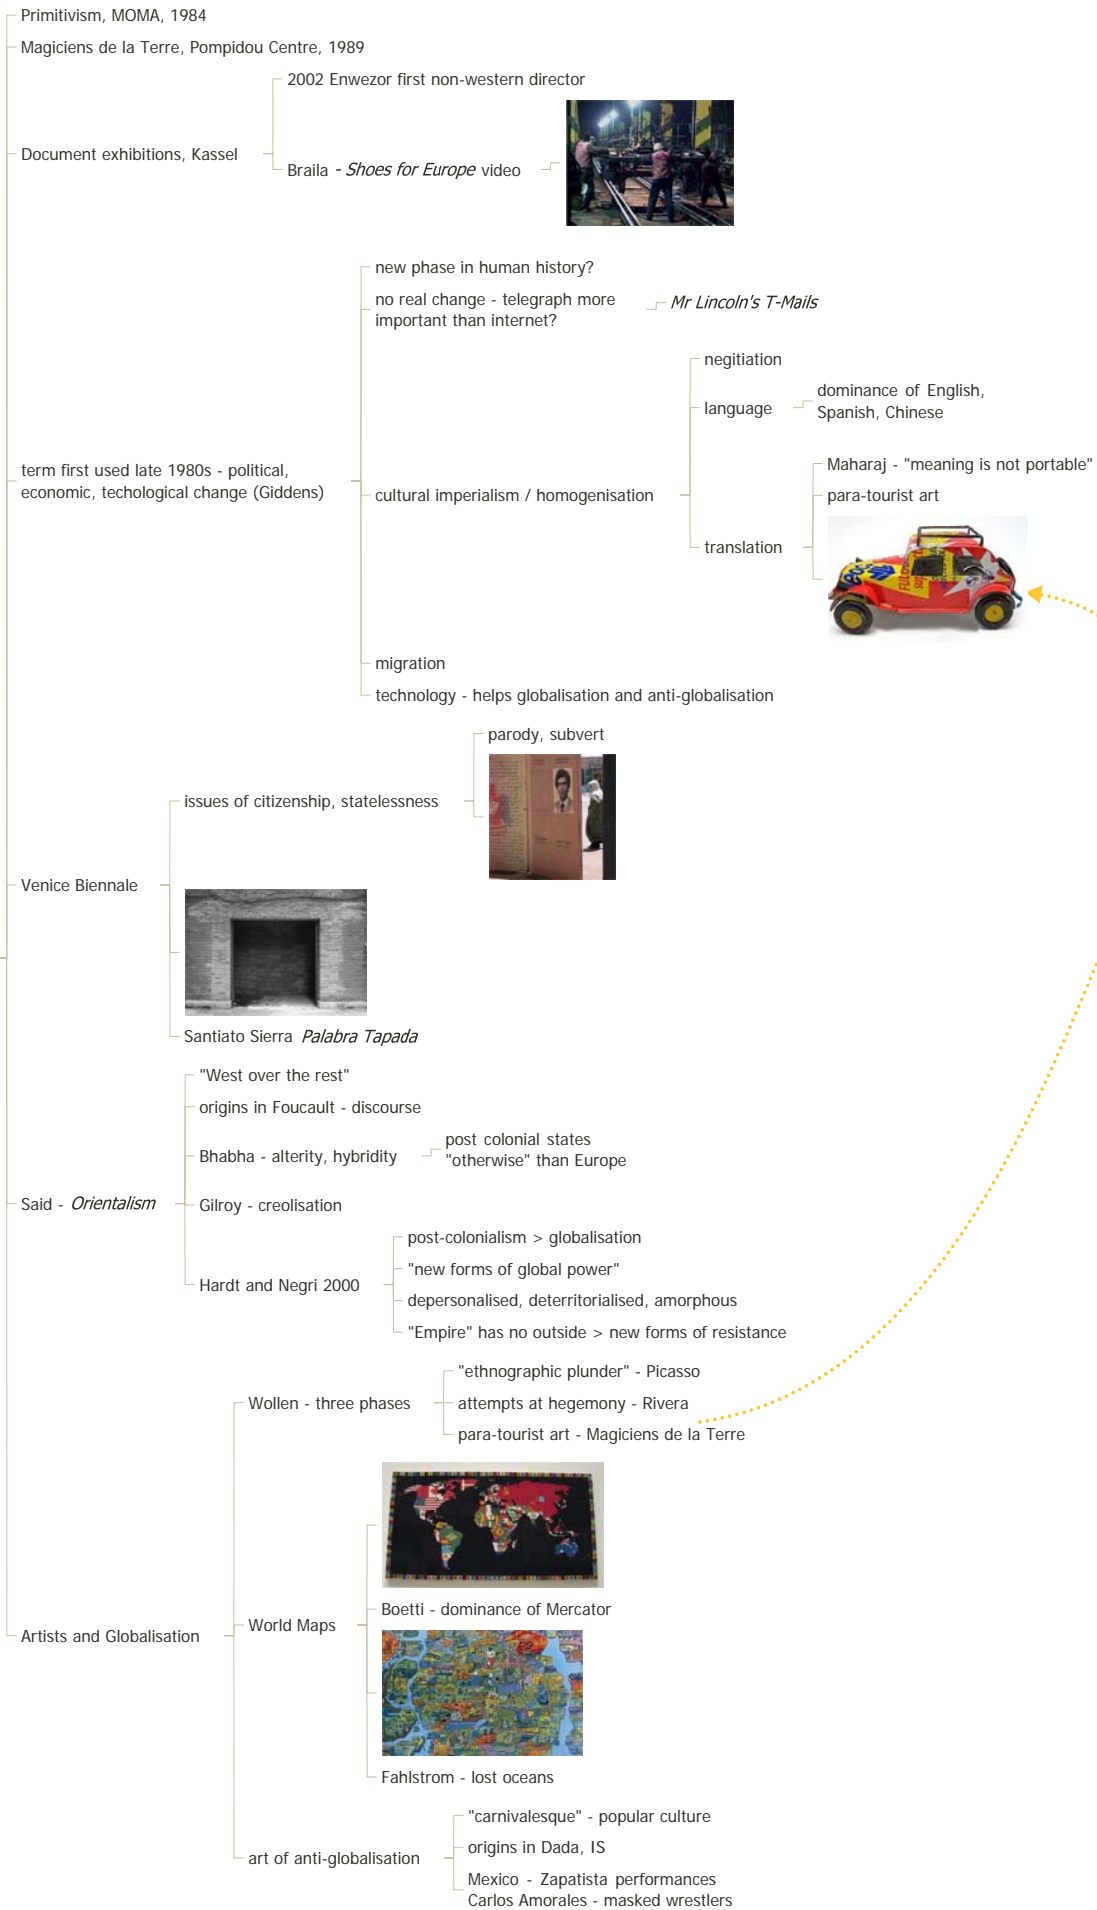 Primitivism, MOMA, 1984
Magiciens de la Terre, Pompidou Centre, 1989
Document exhibitions, Kassel
2002 Enwezor first non-western director
Braila - Shoes for Europe video
term first used late 1980s - political,
economic, techological change (Giddens)
new phase in human history?
no real change - telegraph more
important than internet?
Mr Lincoln's T-Mails
cultural imperialism / homogenisation
negitiation
language
dominance of English,
Spanish, Chinese
translation
Maharaj - "meaning is not portable"
para-tourist art
migration
technology - helps globalisation and anti-globalisation
Venice Biennale
issues of citizenship, statelessness
parody, subvert
Santiato Sierra Palabra Tapada
Said - Orientalism
"West over the rest"
origins in Foucault - discourse
Bhabha - alterity, hybridity
post colonial states
"otherwise" than Europe
Gilroy - creolisation
Hardt and Negri 2000
post-colonialism > globalisation
"new forms of global power"
depersonalised, deterritorialised, amorphous
"Empire" has no outside > new forms of resistance
Artists and Globalisation
Wollen - three phases
"ethnographic plunder" - Picasso
attempts at hegemony - Rivera
para-tourist art - Magiciens de la Terre
World Maps
Boetti - dominance of Mercator
Fahlstrom - lost oceans
art of anti-globalisation
"carnivalesque" - popular culture
origins in Dada, IS
Mexico - Zapatista performances
Carlos Amorales - masked wrestlers